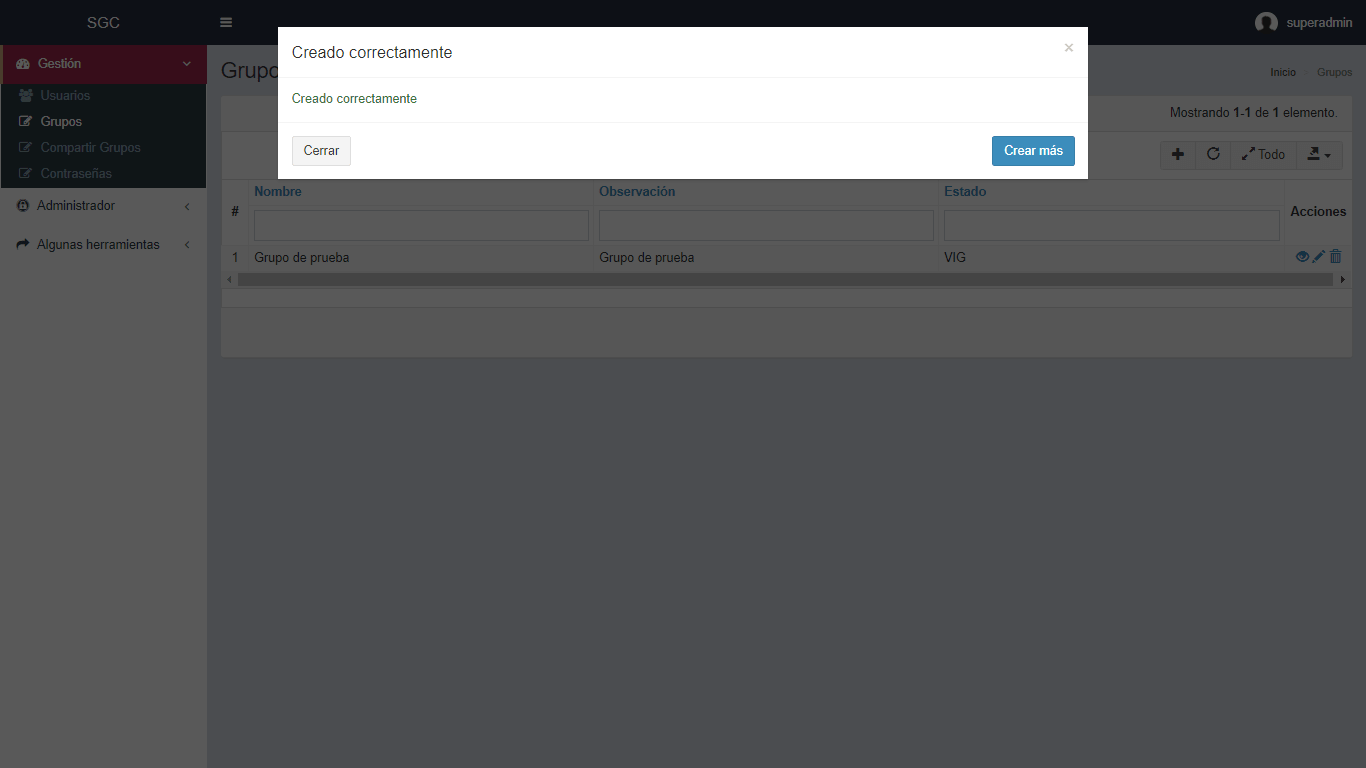 SGC
superadmin
Gestión
Usuarios
Grupos
Compartir Grupos
Contraseñas
Administrador
Algunas herramientas
Grupo
Inicio
Grupos
Creado correctamente
×
Creado correctamente
Cerrar
Crear más
Mostrando 1-1 de 1 elemento.
Todo
#
Nombre
Observación
Estado
Acciones
1 Grupo de prueba Grupo de prueba VIG